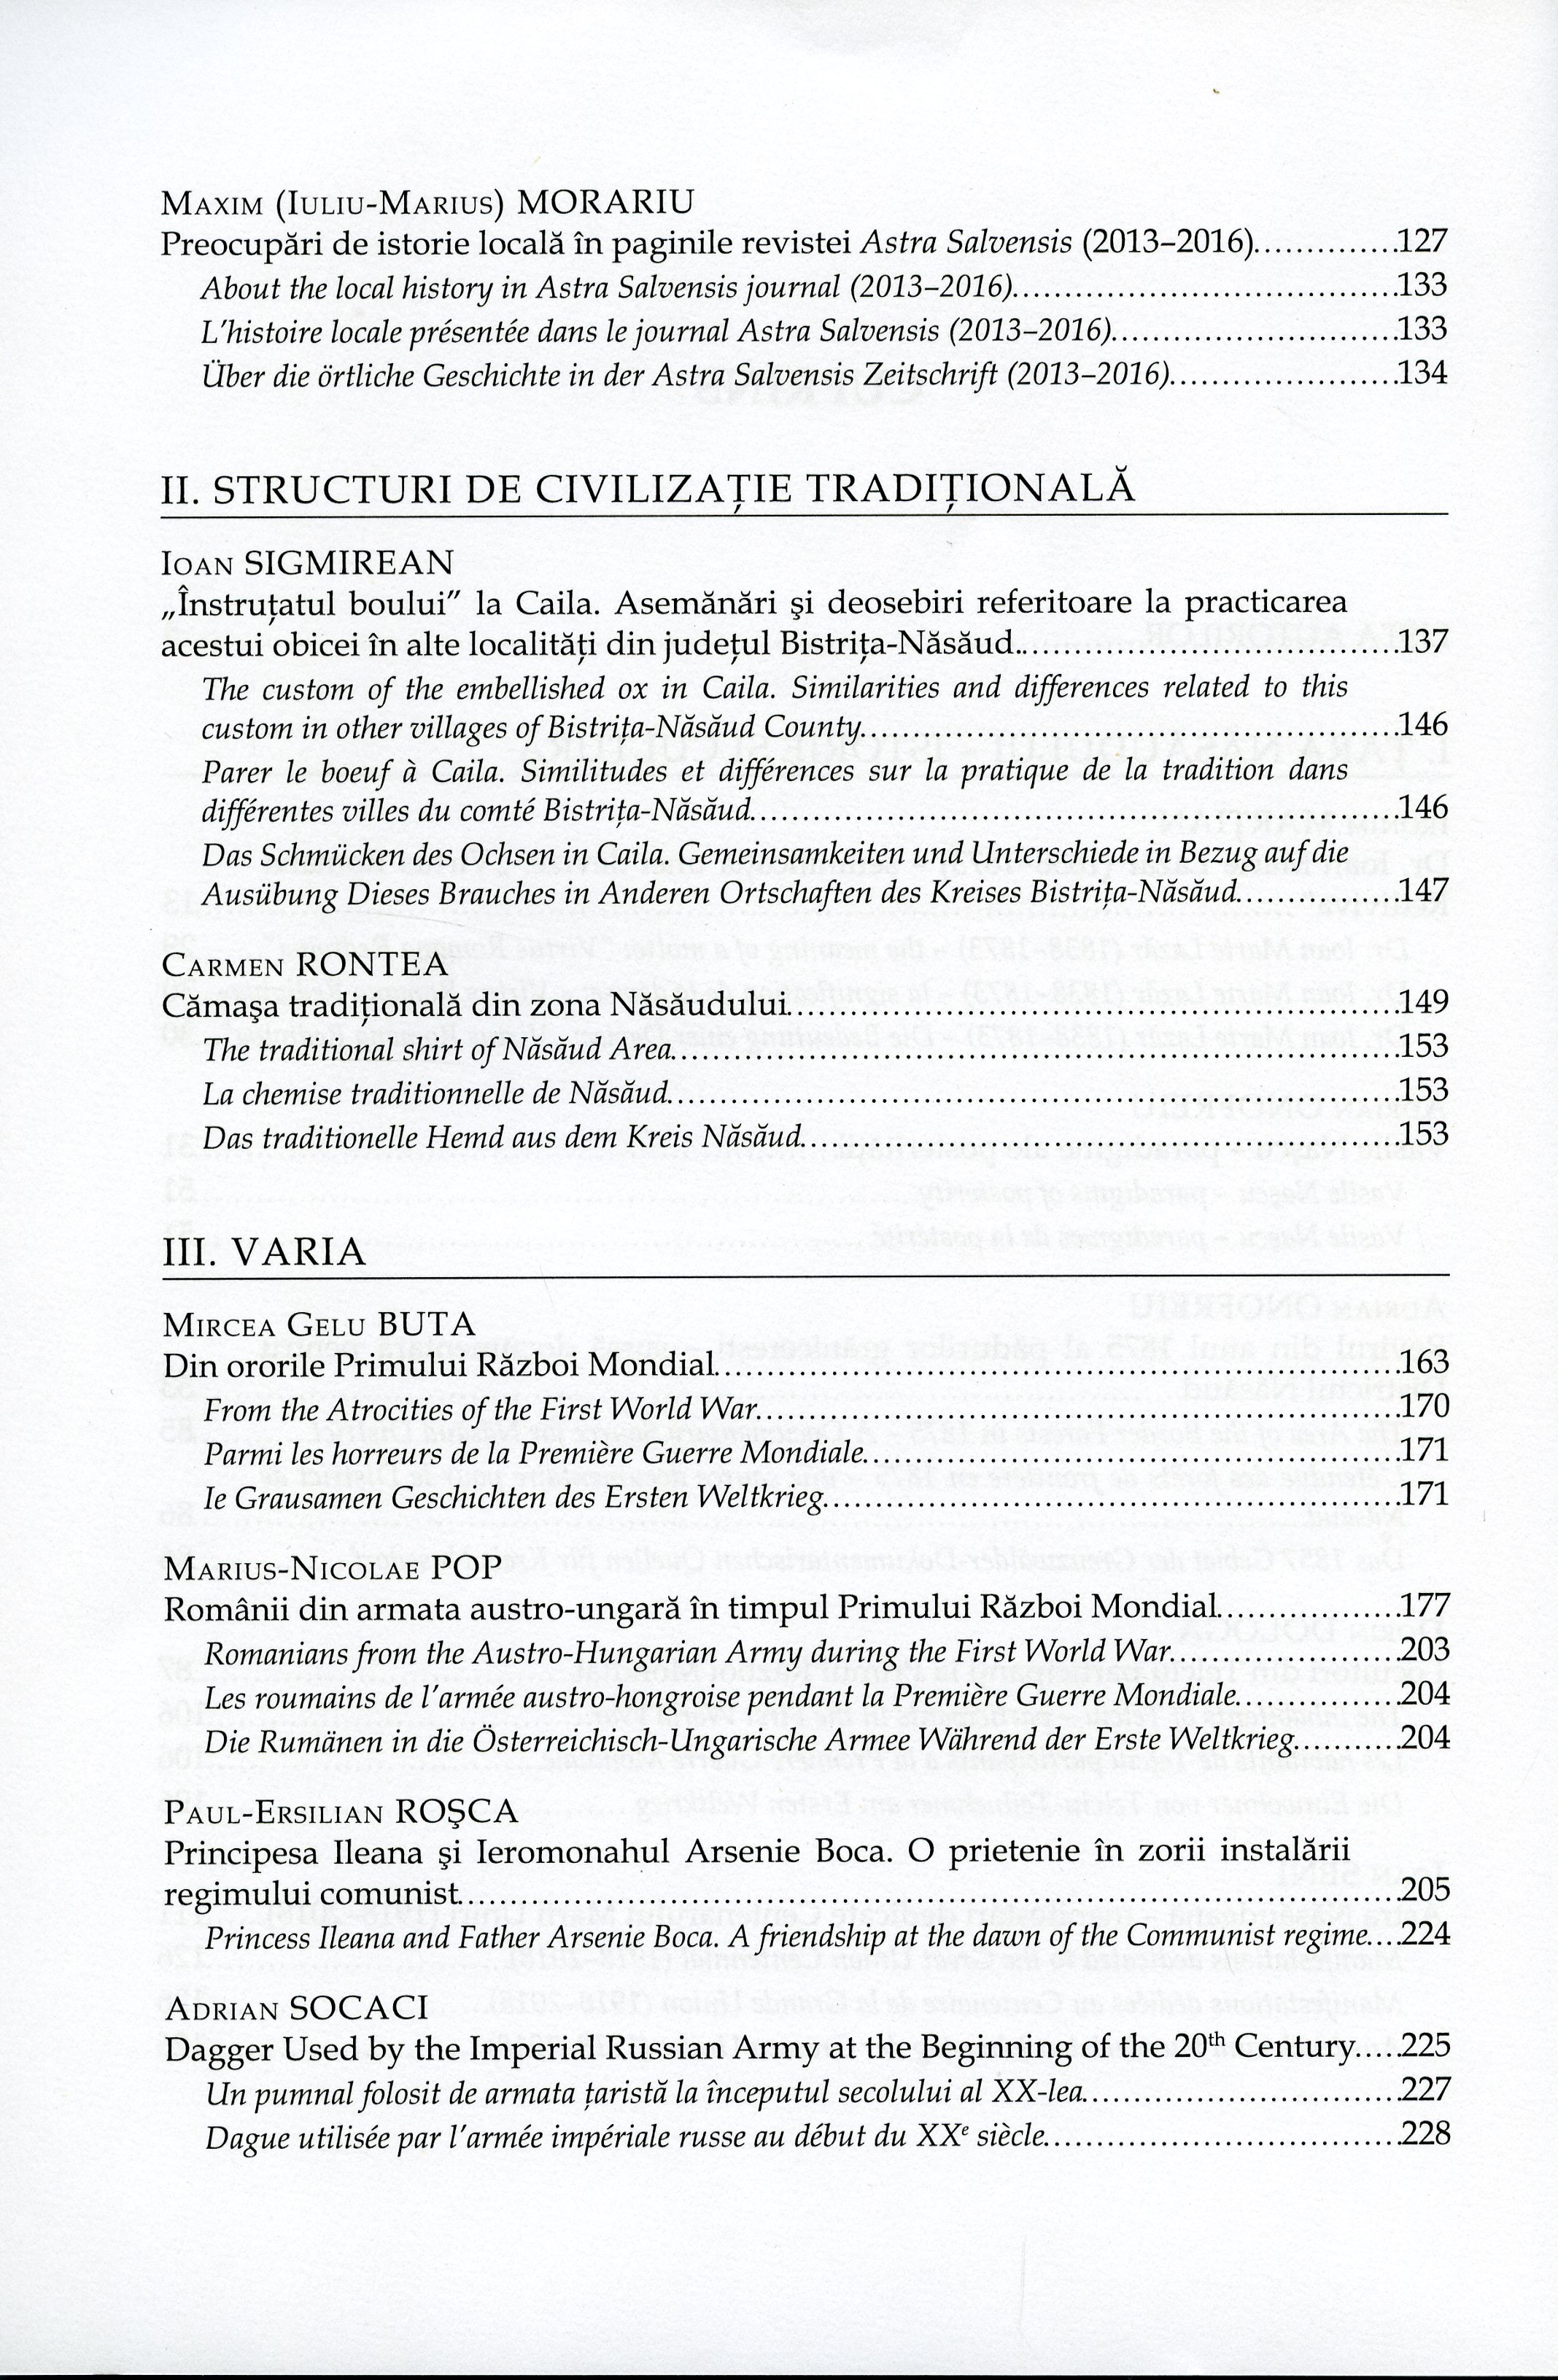 MAXIM (IULIU-MARIUS) MORARIU
Preocupări de istorie locală în paginile revistei Astra Salvensis (2013–2016)..............127
About the local history in Astra Salvensis journal (2013–2016)......................................133
L'histoire locale présentée dans le journal Astra Salvensis (2013–2016)............................133
Über die örtliche Geschichte in der Astra Salvensis Zeitschrift (2013–2016)......................134
II. STRUCTURI DE CIVILIZAŢIE TRADIŢIONALĂ
IOAN SIGMIREAN
„Înstruţatul boului” la Caila. Asemănări şi deosebiri referitoare la practicarea
acestui obicei în alte localităţi din judeţul Bistriţa-Năsăud......................................137
The custom of the embellished ox in Caila. Similarities and differences related to this
custom in other villages of Bistriţa-Năsăud County.....................................................146
Parer le boeuf à Caila. Similitudes et différences sur la pratique de la tradition dans
différentes villes du comté Bistriţa-Năsăud................................................................146
Das Schmücken des Ochsen in Caila. Gemeinsamkeiten und Unterschiede in Bezug auf die
Ausübung Dieses Brauches in Anderen Ortschaften des Kreises Bistriţa-Năsăud................147
CARMEN RONTEA
Cămaşa tradiţională din zona Năsăudului............................................................149
The traditional shirt of Năsăud Area........................................................................153
La chemise traditionnelle de Năsăud........................................................................153
Das traditionelle Hemd aus dem Kreis Năsăud...........................................................153
III. VARIA
MIRCEA GELU BUTA
Din ororile Primului Război Mondial...................................................................163
From the Atrocities of the First World War................................................................170
Parmi les horreurs de la Première Guerre Mondiale.....................................................171
Ie Grausamen Geschichten des Ersten Weltkrieg.........................................................171
MARIUS-NICOLAE POP
Românii din armata austro-ungară în timpul Primului Război Mondial..................177
Romanians from the Austro-Hungarian Army during the First World War.......................203
Les roumains de l'armée austro-hongroise pendant la Première Guerre Mondiale................204
Die Rumänen in die Österreichisch-Ungarische Armee Während der Erste Weltkrieg...........204
PAUL-ERSILIAN ROŞCA
Principesa Ileana şi Ieromonahul Arsenie Boca. O prietenie în zorii instalării
regimului comunist.............................................................................................205
Princess Ileana and Father Arsenie Boca. A friendship at the dawn of the Communist regime....224
ADRIAN SOCACI
Dagger Used by the Imperial Russian Army at the Beginning of the 20th Century.....225
Un pumnal folosit de armata ţaristă la începutul secolului al XX-lea................................227
Dague utilisée par l'armée impériale russe au début du XXe siècle...................................228